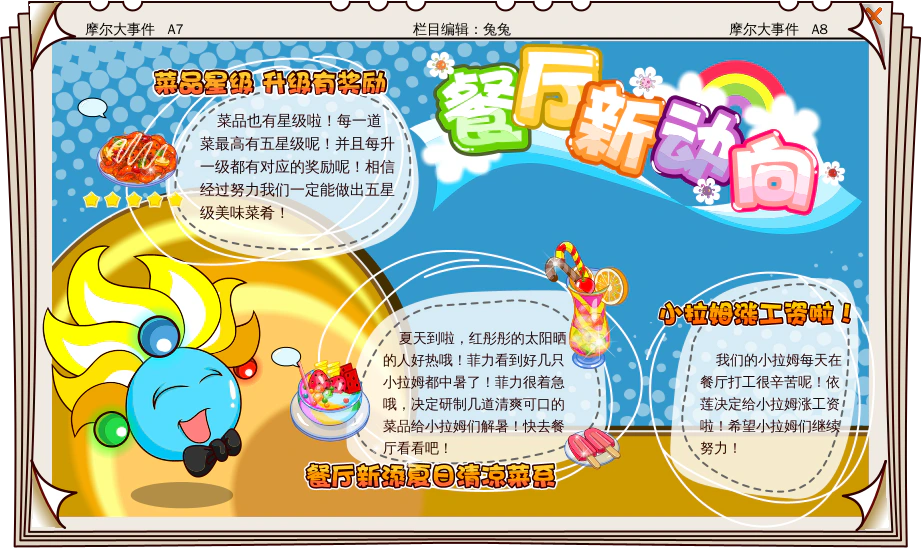 摩尔大事件 A7
栏目编辑：兔兔
摩尔大事件 A8
餐厅新动向
菜品星级 升级有奖励
菜品也有星级啦！每一道
菜最高有五星级呢！并且每升
一级都有对应的奖励呢！相信
经过努力我们一定能做出五星
级美味菜肴！
夏天到啦，红彤彤的太阳晒
的人好热哦！菲力看到好几只
小拉姆都中暑了！菲力很着急
哦，决定研制几道清爽可口的
菜品给小拉姆们解暑！快去餐
厅看看吧！
餐厅新添夏日清凉菜系
小拉姆涨工资啦！
我们的小拉姆每天在
餐厅打工很辛苦呢！依
莲决定给小拉姆涨工资
啦！希望小拉姆们继续
努力！